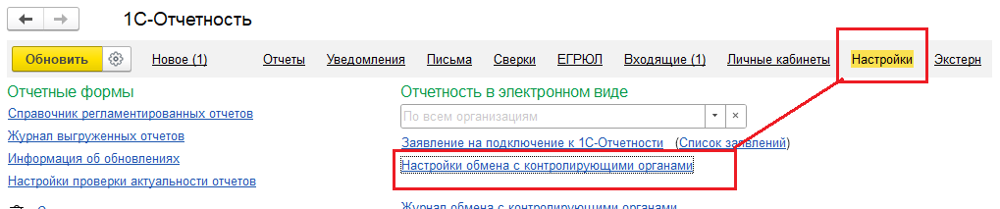 1С-Отчетность
Обновить Новое (1) Отчеты Уведомления Письма Сверки ЕГРЮЛ Входящие (1) Личные кабинеты Настройки Экстерн
Отчетные формы
Справочник регламентированных отчетов
Журнал выгруженных отчетов
Информация об обновлениях
Настройки проверки актуальности отчетов
Отчетность в электронном виде
По всем организациям
Заявление на подключение к 1С-Отчетности (Список заявлений)
Настройки обмена с контролирующими органами
Журнал обмена с контролирующими органами